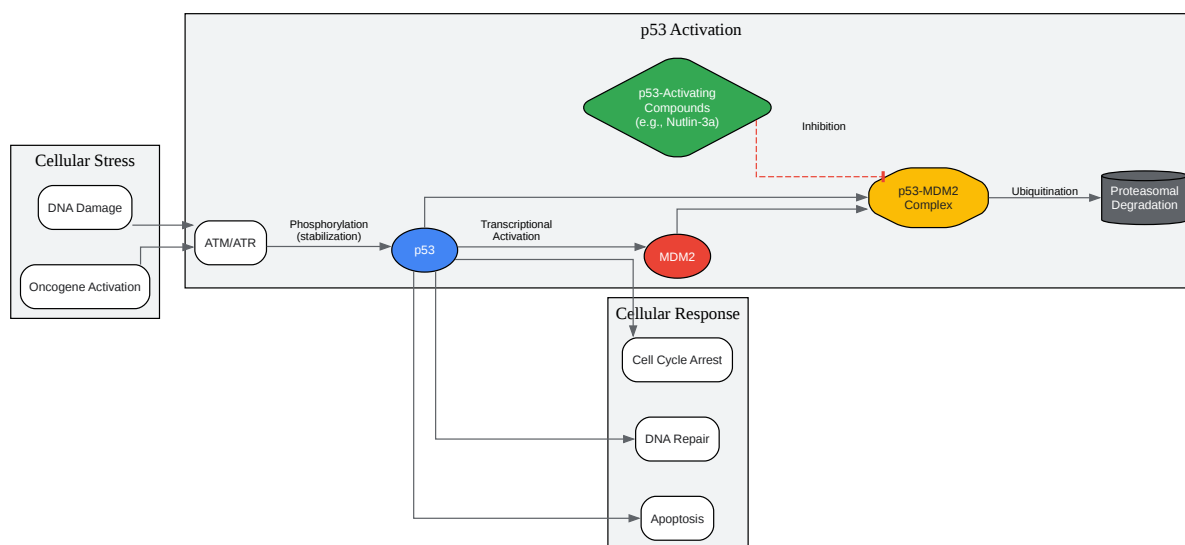 p53 Activation
p53-Activating
Compounds
(e.g., Nutlin-3a)
Inhibition
Cellular Stress
DNA Damage
Oncogene Activation
ATM/ATR
Phosphorylation
(stabilization)
p53
Transcriptional
Activation
MDM2
p53-MDM2
Complex
Ubiquitination
Proteasomal
Degradation
Cellular Response
Cell Cycle Arrest
DNA Repair
Apoptosis